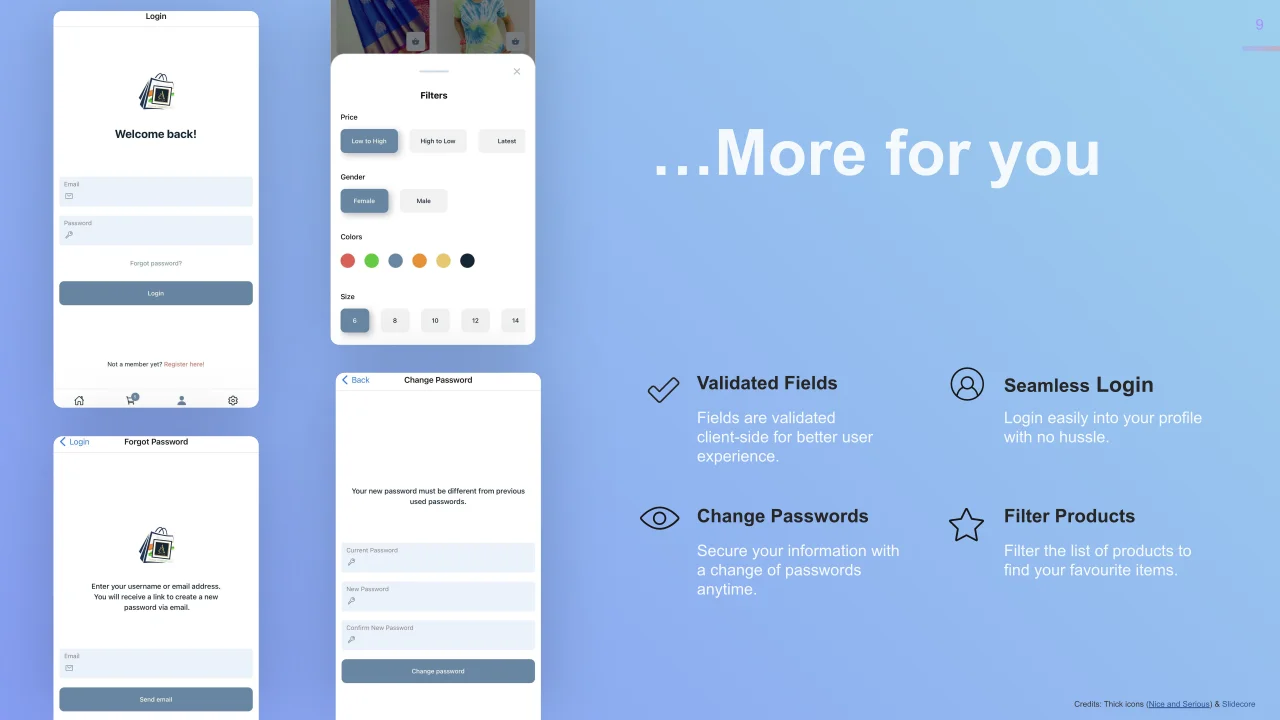 9
Login
A
Welcome back!
Email
Password
Forgot password?
Login
Not a member yet? Register here!
Filters
Price
Low to High
High to Low
Latest
Gender
Female
Male
Colors
Size
6
8
10
12
14
Login
Forgot Password
A
Enter your username or email address.
You will receive a link to create a new
password via email.
Email
Send email
Back
Change Password
Your new password must be different from previous
used passwords.
Current Password
New Password
Confirm New Password
Change password
...More for you
Validated Fields
Fields are validated
client-side for better user
experience.
Seamless Login
Login easily into your profile
with no hussle.
Change Passwords
Secure your information with
a change of passwords
anytime.
Filter Products
Filter the list of products to
find your favourite items.
Credits: Thick icons (Nice and Serious) & Slidecore